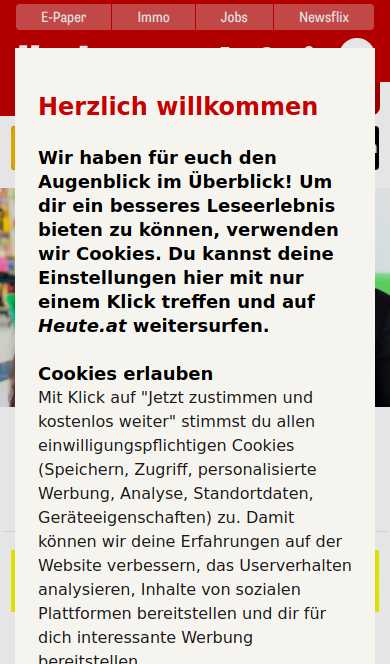 E-Paper Immo Jobs Newsflix
Herzlich willkommen
Wir haben für euch den
Augenblick im Überblick! Um
dir ein besseres Leseerlebnis
bieten zu können, verwenden
wir Cookies. Du kannst deine
Einstellungen hier mit nur
einem Klick treffen und auf
Heute.at weitersurfen.
Cookies erlauben
Mit Klick auf "Jetzt zustimmen und
kostenlos weiter" stimmst du allen
einwilligungspflichtigen Cookies
(Speichern, Zugriff, personalisierte
Werbung, Analyse, Standortdaten,
Geräteeigenschaften) zu. Damit
können wir deine Erfahrungen auf der
Website verbessern, das Userverhalten
analysieren, Inhalte von sozialen
Plattformen bereitstellen und dir für
dich interessante Werbung
bereitstellen